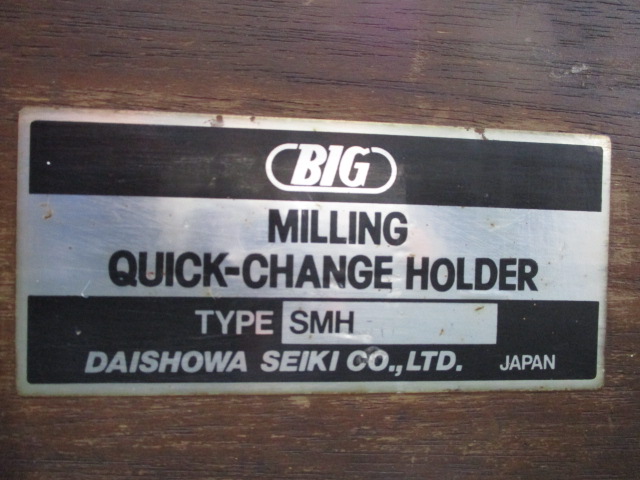 BIG
MILLING
QUICK-CHANGE HOLDER
TYPE SMH
DAISHOWA SEIKI CO.,LTD. JAPAN